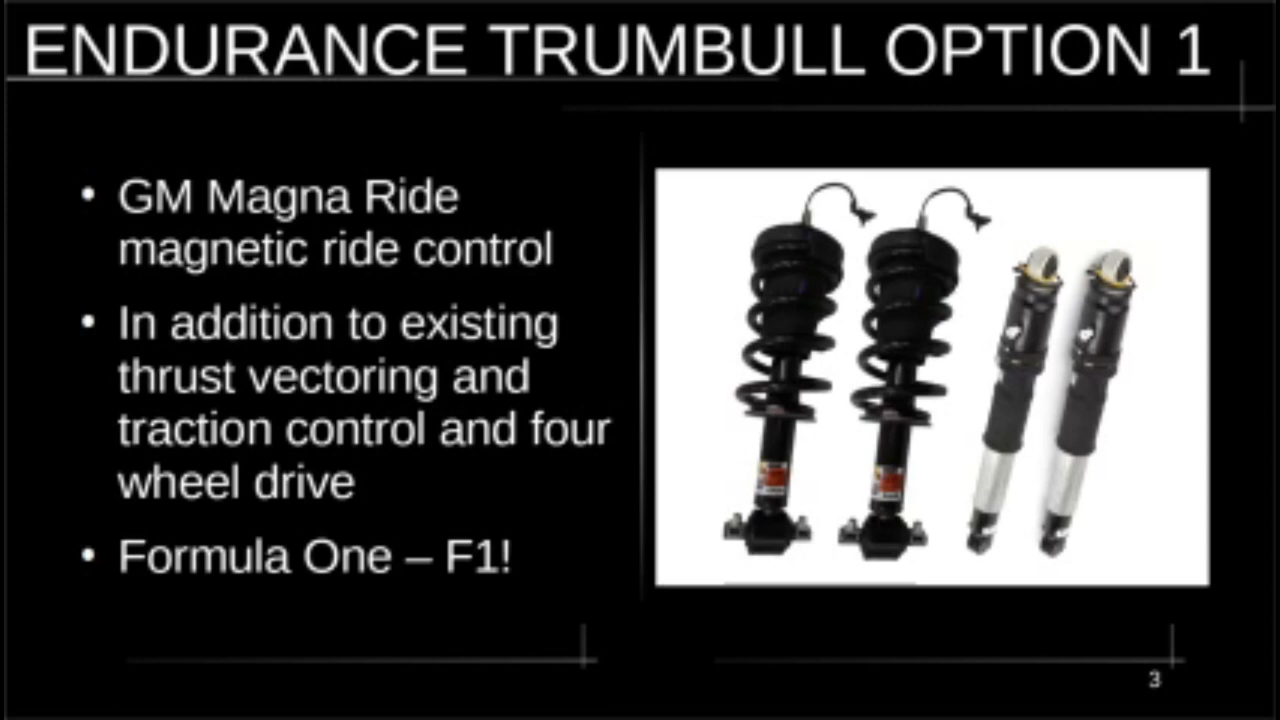 ENDURANCE TRUMBULL OPTION 1
• GM Magna Ride
magnetic ride control
• In addition to existing
thrust vectoring and
traction control and four
wheel drive
• Formula One – F1!
3